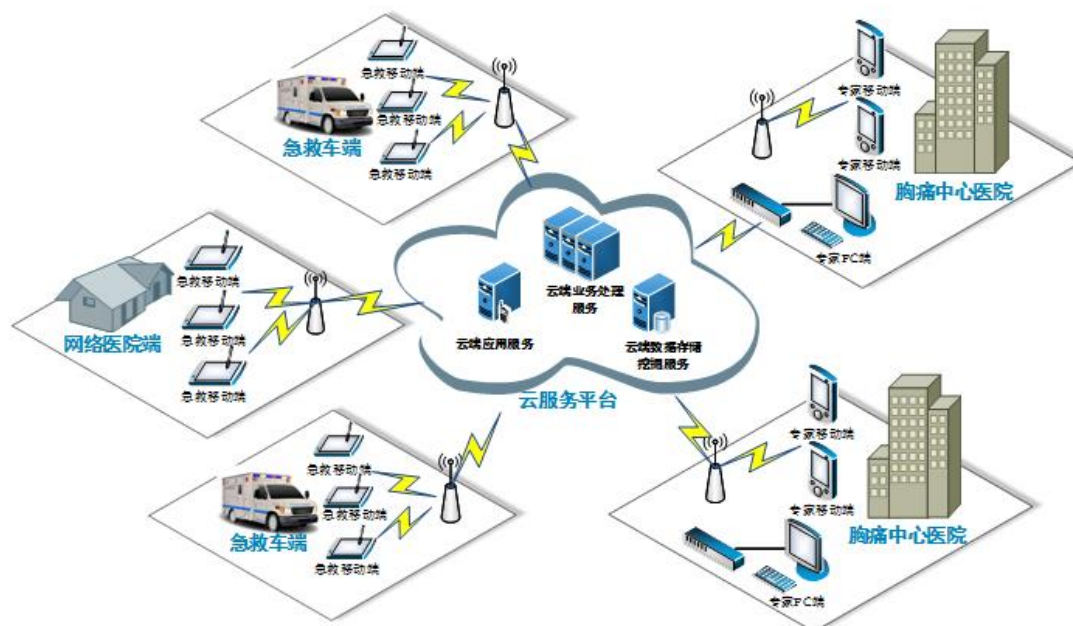 急救移动端
急救移动端
急救移动端
急救车端
专家移动端
专家移动端
胸痛中心医院
专家PC端
急救移动端
急救移动端
急救移动端
网络医院端
云端业务处理
服务
云端应用服务
云端数据存储
挖掘服务
云服务平台
急救移动端
急救移动端
急救移动端
急救车端
专家移动端
专家移动端
胸痛中心医院
专家PC端